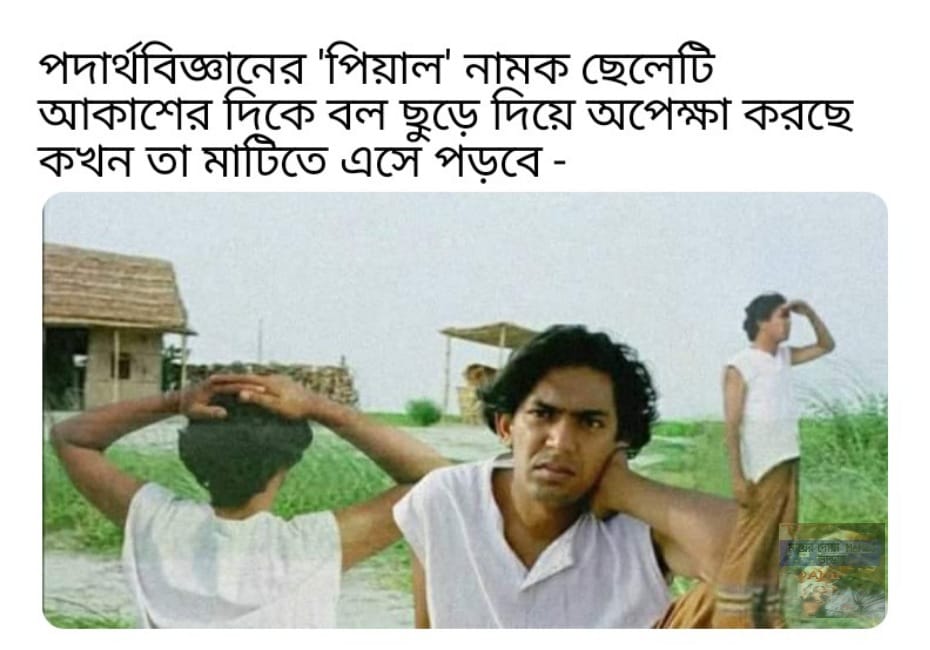 পদার্থবিজ্ঞানের 'পিয়াল' নামক ছেলেটি
আকাশের দিকে বল ছুড়ে দিয়ে অপেক্ষা করছে
কখন তা মাটিতে এসে পড়বে -